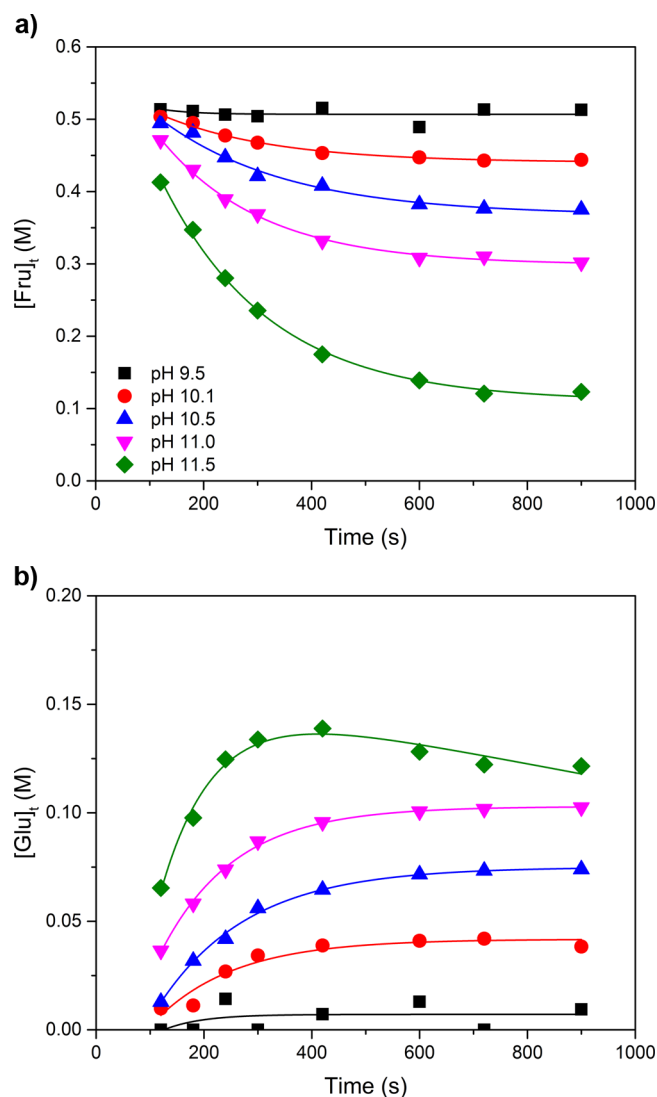 a)
0.6
0.5
0.4
0.3
0.2
0.1
0.0
[Fru]t (M)
pH 9.5
pH 10.1
pH 10.5
pH 11.0
pH 11.5
0 200 400 600 800 1000
Time (s)
b)
0.20
0.15
0.10
0.05
0.00
[Glu]t (M)
0 200 400 600 800 1000
Time (s)